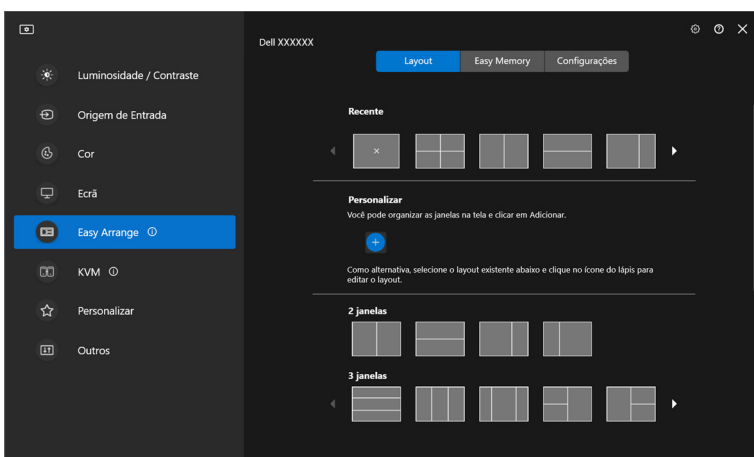 Dell XXXXXX
Layout
Easy Memory
Configurações
Luminosidade / Contraste
Origem de Entrada
Cor
Ecrã
Easy Arrange
KVM
Personalizar
Outros
Recente
Personalizar
Você pode organizar as janelas na tela e clicar em Adicionar.
Como alternativa, selecione o layout existente abaixo e clique no ícone do lápis para
editar o layout.
2 janelas
3 janelas